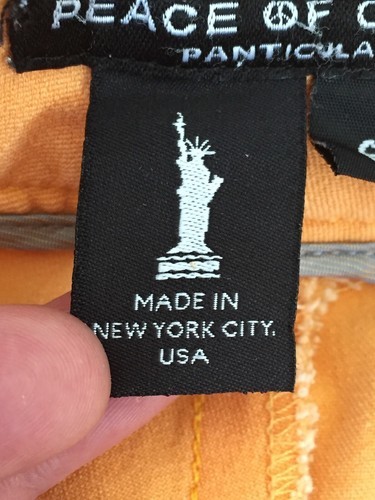 PEACE OF
MADE IN
NEW YORK CITY.
USA